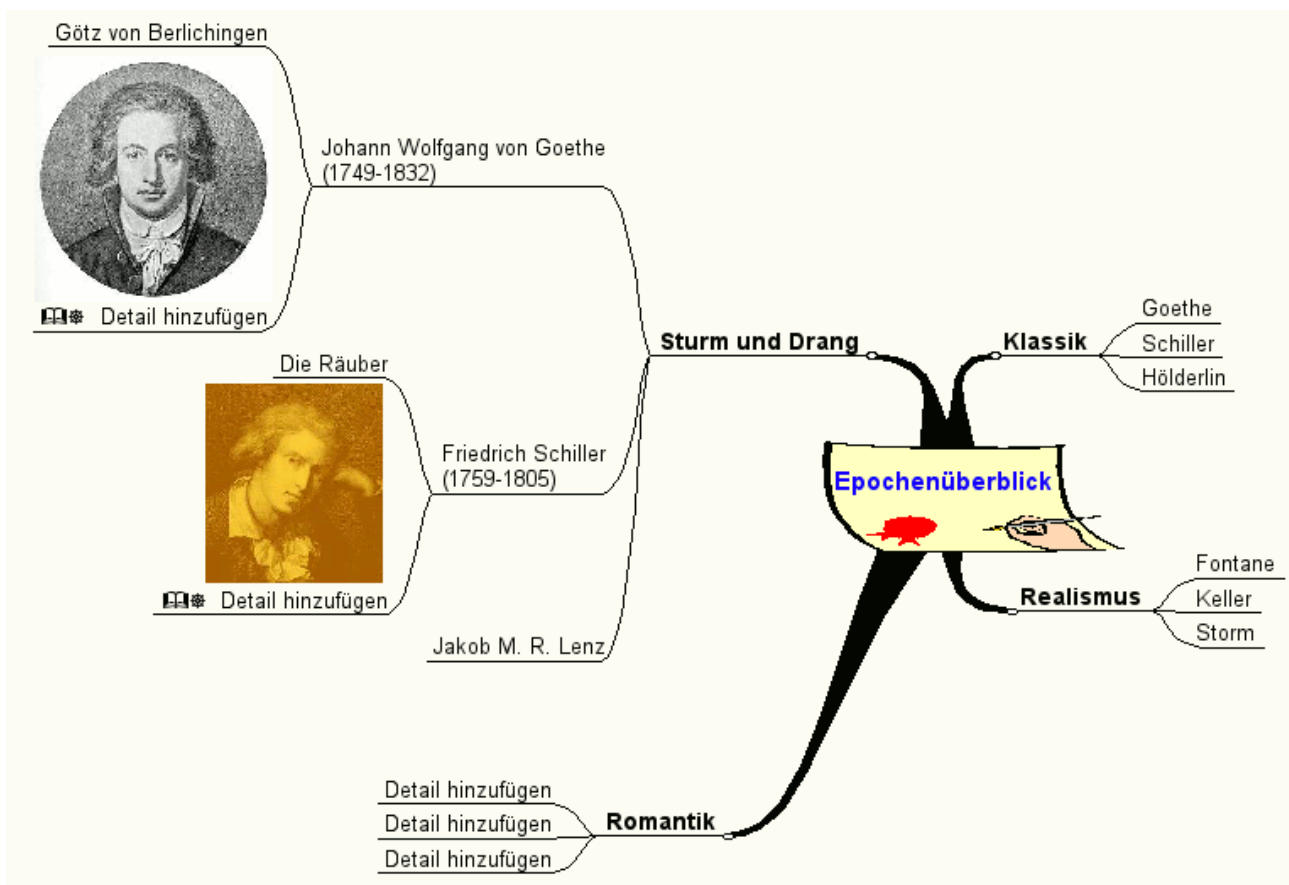 Götz von Berlichingen
Johann Wolfgang von Goethe
(1749-1832)
Detail hinzufügen
Sturm und Drang
Die Räuber
Friedrich Schiller
(1759-1805)
Detail hinzufügen
Jakob M. R. Lenz
Klassik
Goethe
Schiller
Hölderlin
Epochenüberblick
Realismus
Fontane
Keller
Storm
Romantik
Detail hinzufügen
Detail hinzufügen
Detail hinzufügen